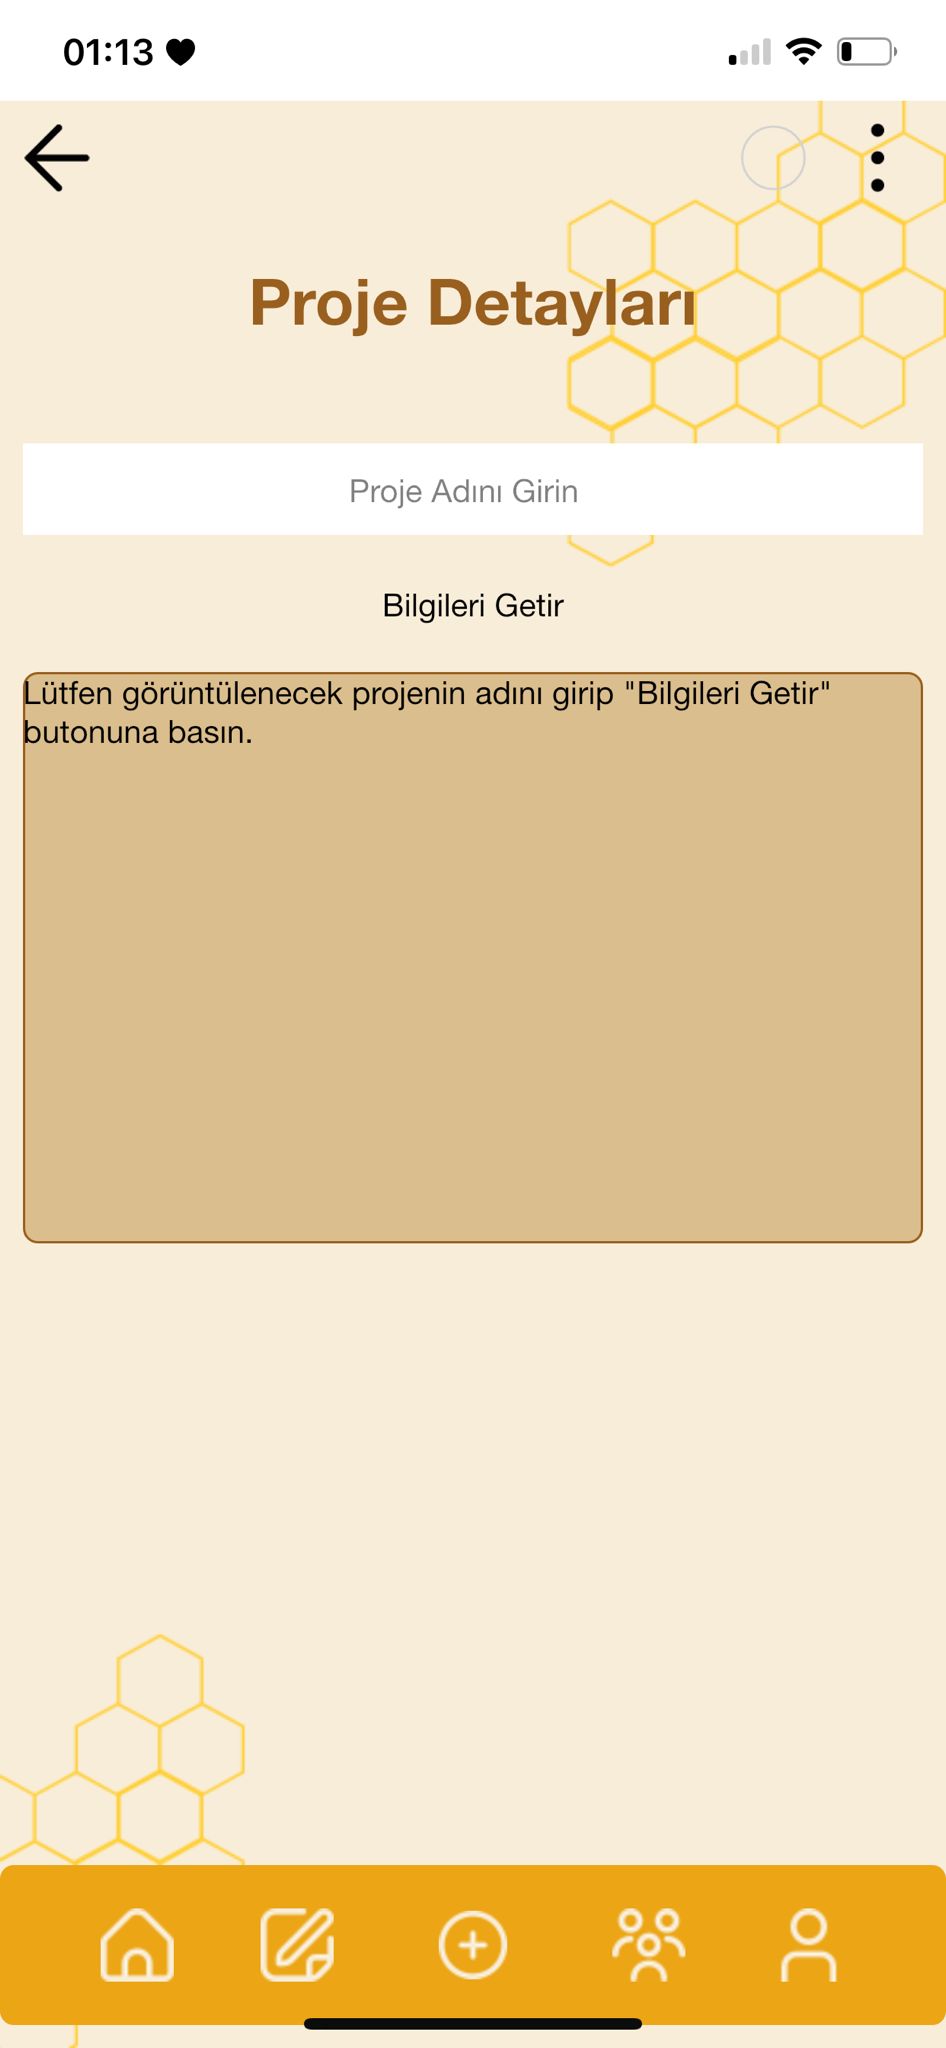 01:13
Proje Detayları
Proje Adını Girin
Bilgileri Getir
Lütfen görüntülenecek projenin adını girip "Bilgileri Getir"
butonuna basın.